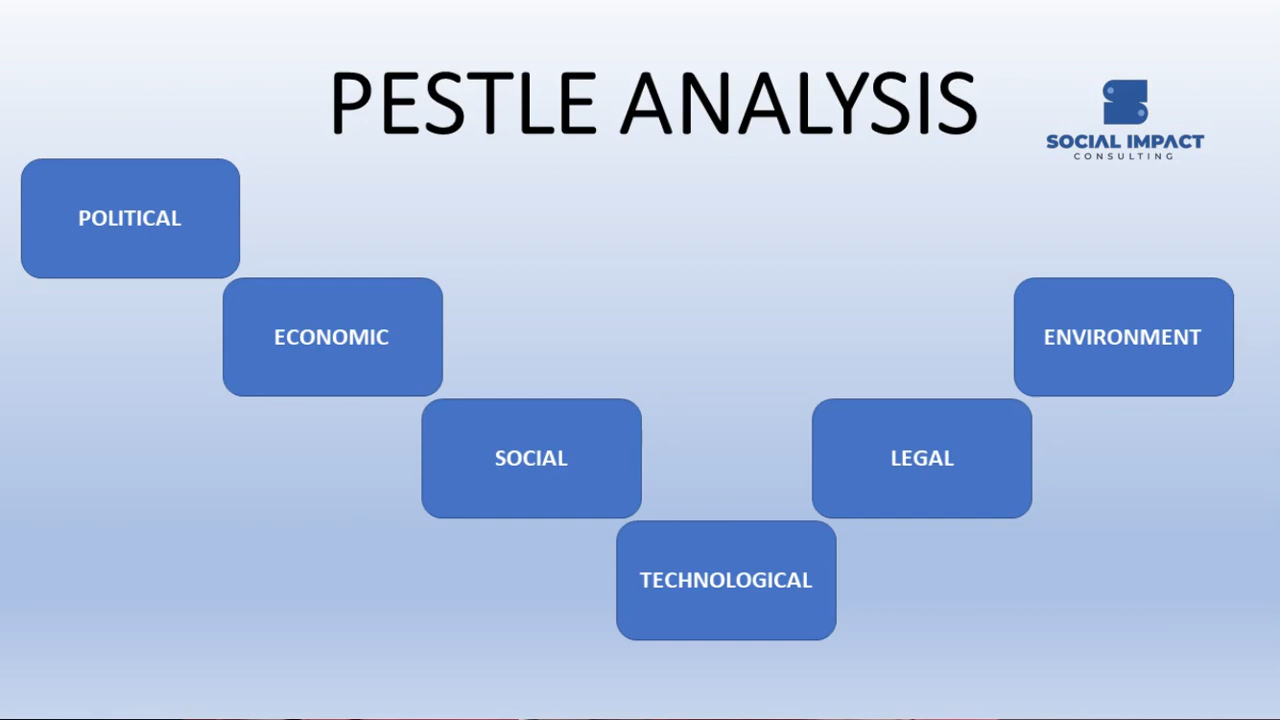 PESTLE ANALYSIS
SOCIAL IMPACT
CONSULTING
POLITICAL
ECONOMIC
SOCIAL
TECHNOLOGICAL
LEGAL
ENVIRONMENT